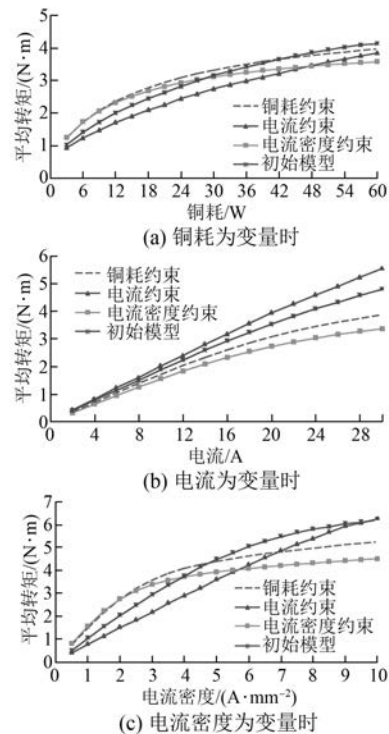 5
4
3
2
1
0
平均转矩/(N·m)
铜耗约束
电流约束
电流密度约束
初始模型
6 12 18 24 30 36 42 48 54 60
铜耗/W
(a) 铜耗为变量时
6
5
4
3
2
1
0
平均转矩/(N·m)
铜耗约束
电流约束
电流密度约束
初始模型
4 8 12 16 20 24 28
电流/A
(b) 电流为变量时
7
6
5
4
3
2
1
0
平均转矩/(N·m)
铜耗约束
电流约束
电流密度约束
初始模型
1 2 3 4 5 6 7 8 9 10
电流密度/(A·mm⁻²)
(c) 电流密度为变量时